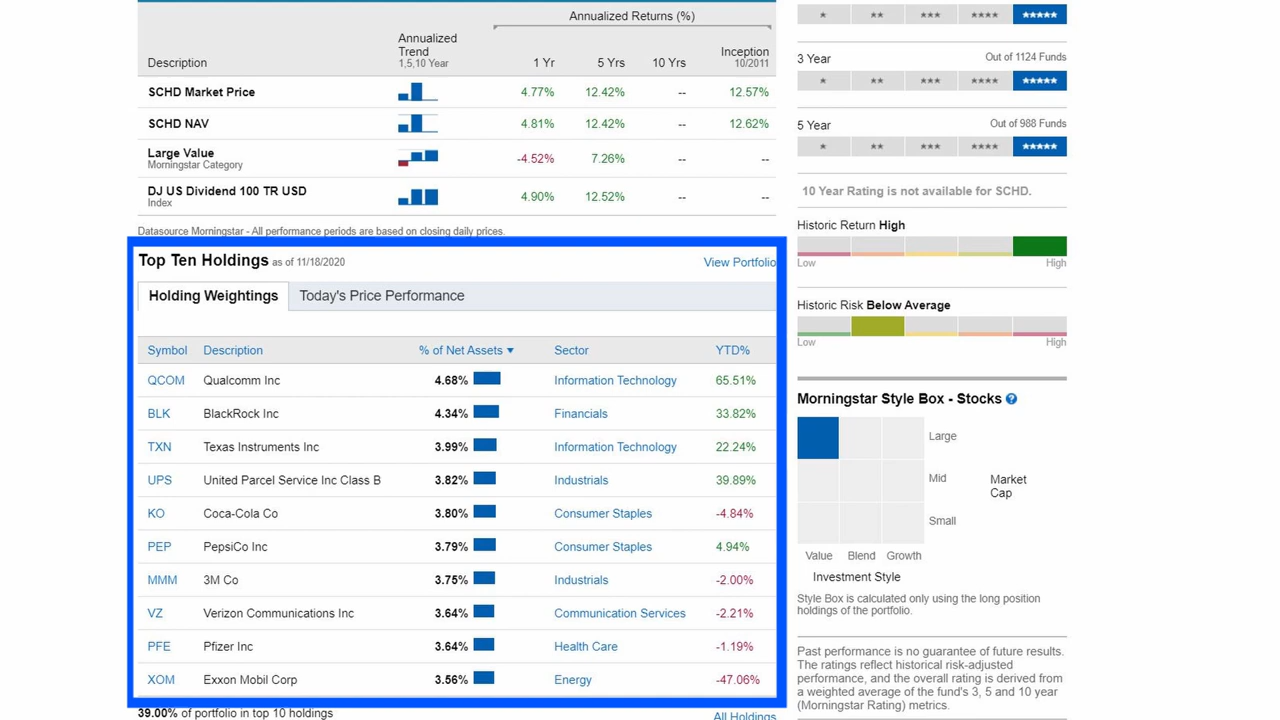 Annualized Returns (%)
Annualized
Trend
Description 1,5,10 Year 1 Yr 5 Yrs 10 Yrs Inception
10/2011
SCHD Market Price 4.77% 12.42% -- 12.57%
SCHD NAV 4.81% 12.42% -- 12.62%
Large Value
Morningstar Category -4.52% 7.26% -- --
DJ US Dividend 100 TR USD
Index 4.90% 12.52% -- --
Datasource Morningstar - All performance periods are based on closing daily prices.
Top Ten Holdings as of 11/18/2020 View Portfolio
Holding Weightings Today's Price Performance
Symbol Description % of Net Assets ▼ Sector YTD%
QCOM Qualcomm Inc 4.68% Information Technology 65.51%
BLK BlackRock Inc 4.34% Financials 33.82%
TXN Texas Instruments Inc 3.99% Information Technology 22.24%
UPS United Parcel Service Inc Class B 3.82% Industrials 39.89%
KO Coca-Cola Co 3.80% Consumer Staples -4.84%
PEP PepsiCo Inc 3.79% Consumer Staples 4.94%
MMM 3M Co 3.75% Industrials -2.00%
VZ Verizon Communications Inc 3.64% Communication Services -2.21%
PFE Pfizer Inc 3.64% Health Care -1.19%
XOM Exxon Mobil Corp 3.56% Energy -47.06%
39.00% of portfolio in top 10 holdings All Holdings
★ ★★ ★★★ ★★★★ ★★★★★
3 Year Out of 1124 Funds
★ ★★ ★★★ ★★★★ ★★★★★
5 Year Out of 988 Funds
★ ★★ ★★★ ★★★★ ★★★★★
10 Year Rating is not available for SCHD.
Historic Return High
Low High
Historic Risk Below Average
Low High
Morningstar Style Box - Stocks ?
Large
Mid
Small
Market
Cap
Value Blend Growth
Investment Style
Style Box is calculated only using the long position
holdings of the portfolio.
Past performance is no guarantee of future results.
The ratings reflect historical risk-adjusted
performance, and the overall rating is derived from
a weighted average of the fund's 3, 5 and 10 year
(Morningstar Rating) metrics.